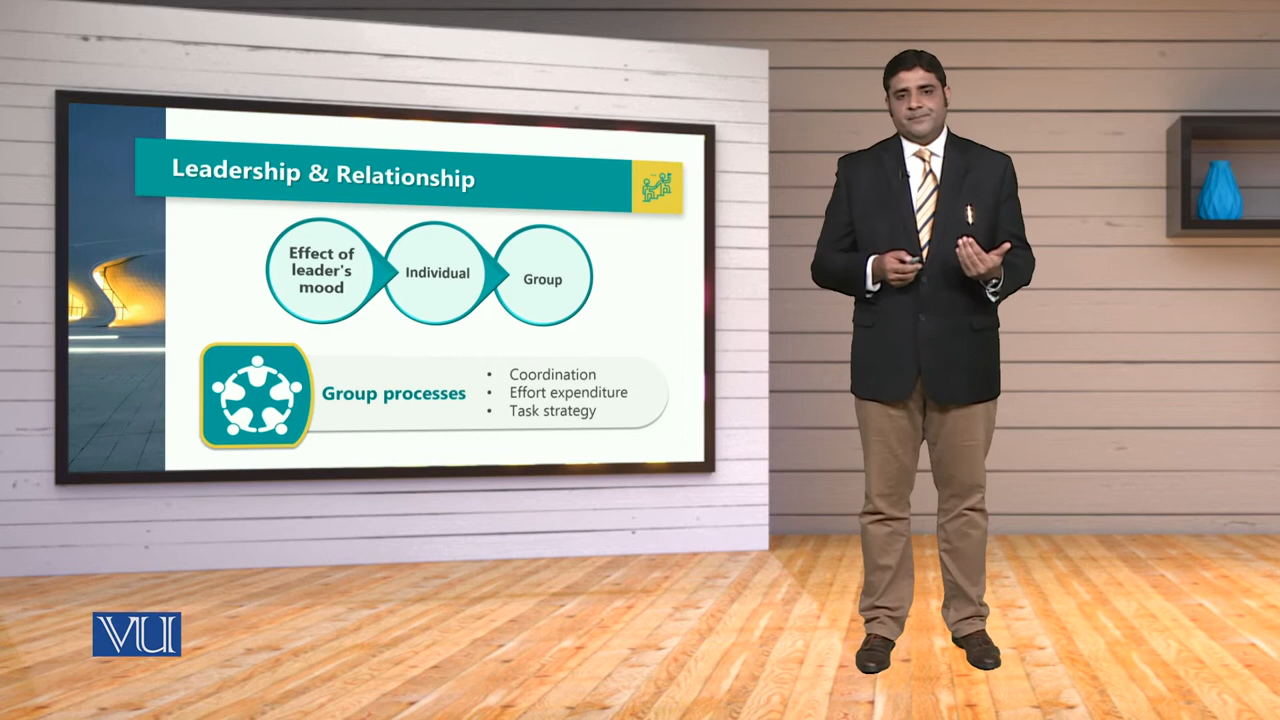 Leadership & Relationship
Effect of
leader's
mood
Individual
Group
Group processes
• Coordination
• Effort expenditure
• Task strategy
VU